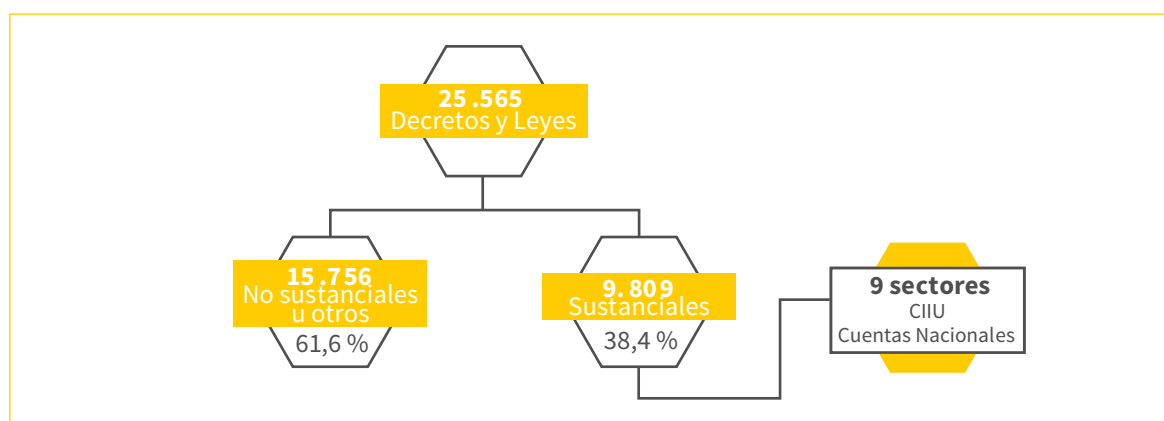 25.565
Decretos y Leyes
15.756
No sustanciales
u otros
61,6 %
9.809
Sustanciales
38,4 %
9 sectores
CIIU
Cuentas Nacionales